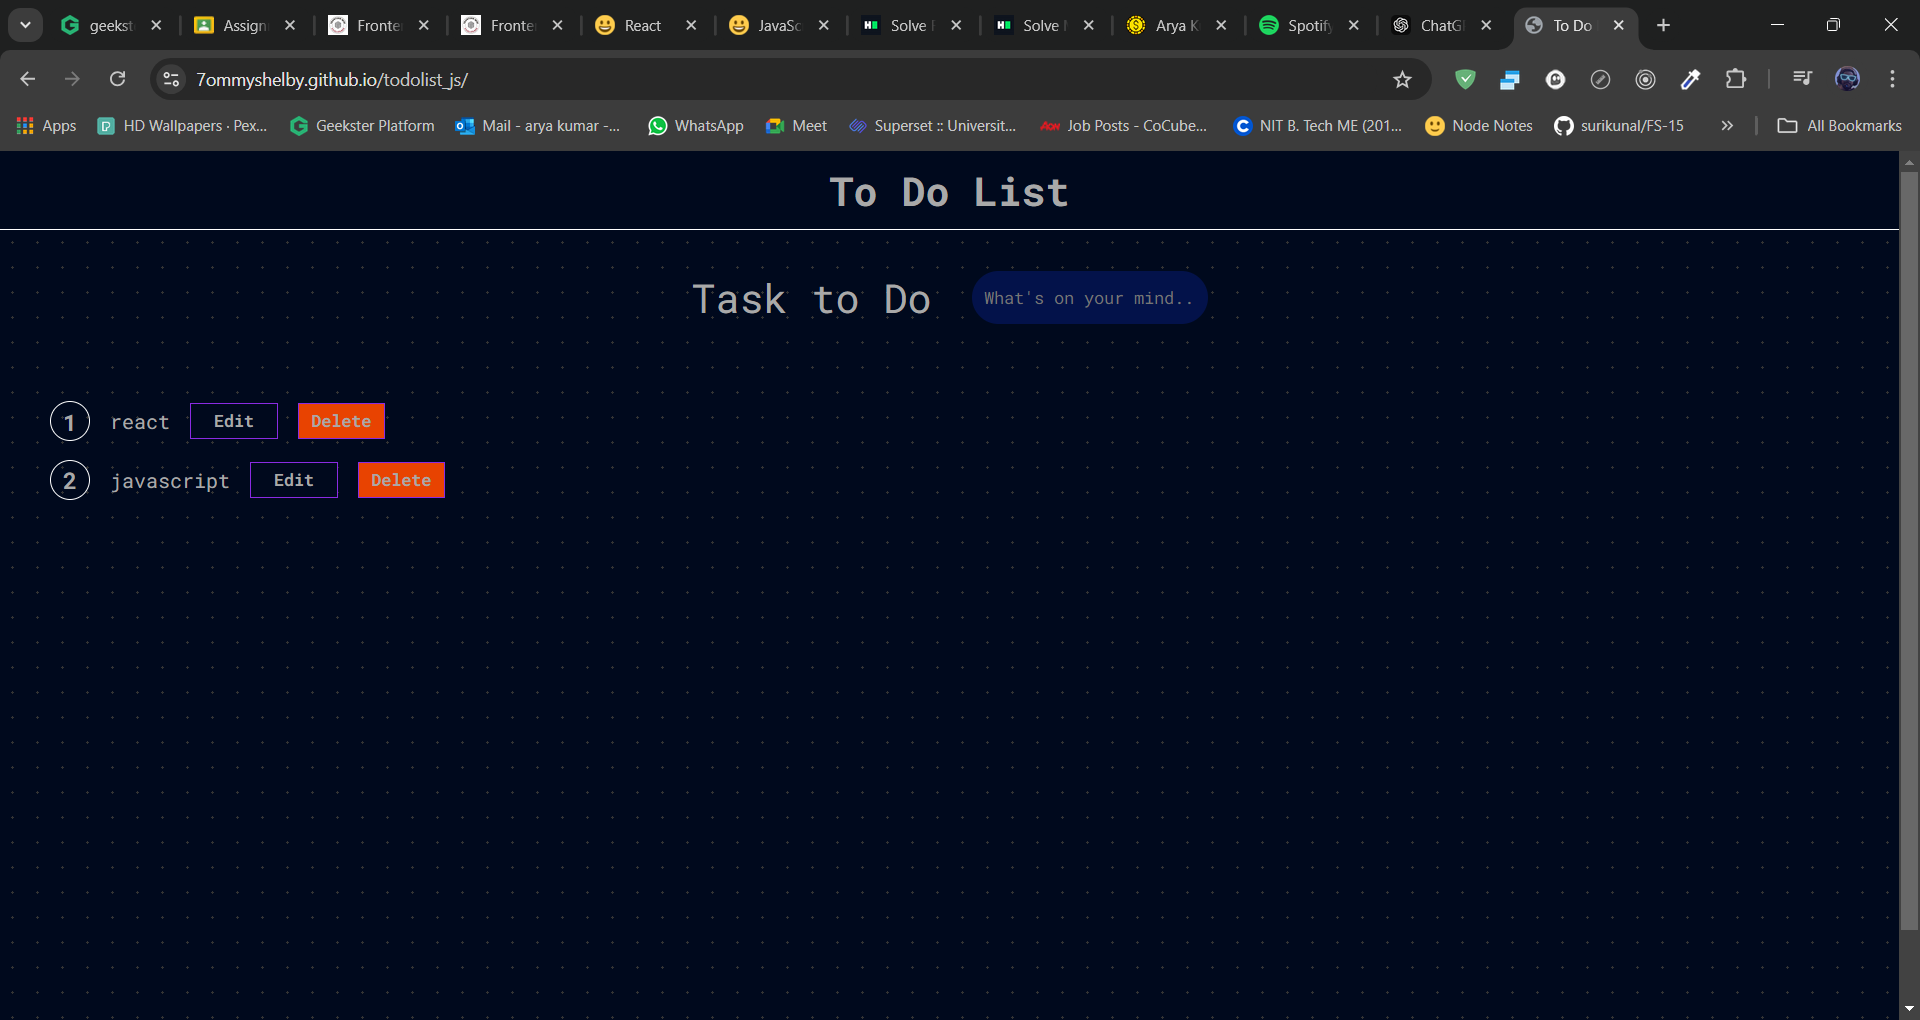 geekst
Assign
Fronte
Fronte
React
JavaSc
Solve
Solve
Arya K
Spotify
ChatG
To Do
7ommyshelby.github.io/todolist_js/
Apps
HD Wallpapers · Pex...
Geekster Platform
Mail - arya kumar -...
WhatsApp
Meet
Superset :: Universit...
Job Posts - CoCube...
NIT B. Tech ME (201...
Node Notes
surikunal/FS-15
All Bookmarks
To Do List
Task to Do
What's on your mind..
1 react Edit Delete
2 javascript Edit Delete